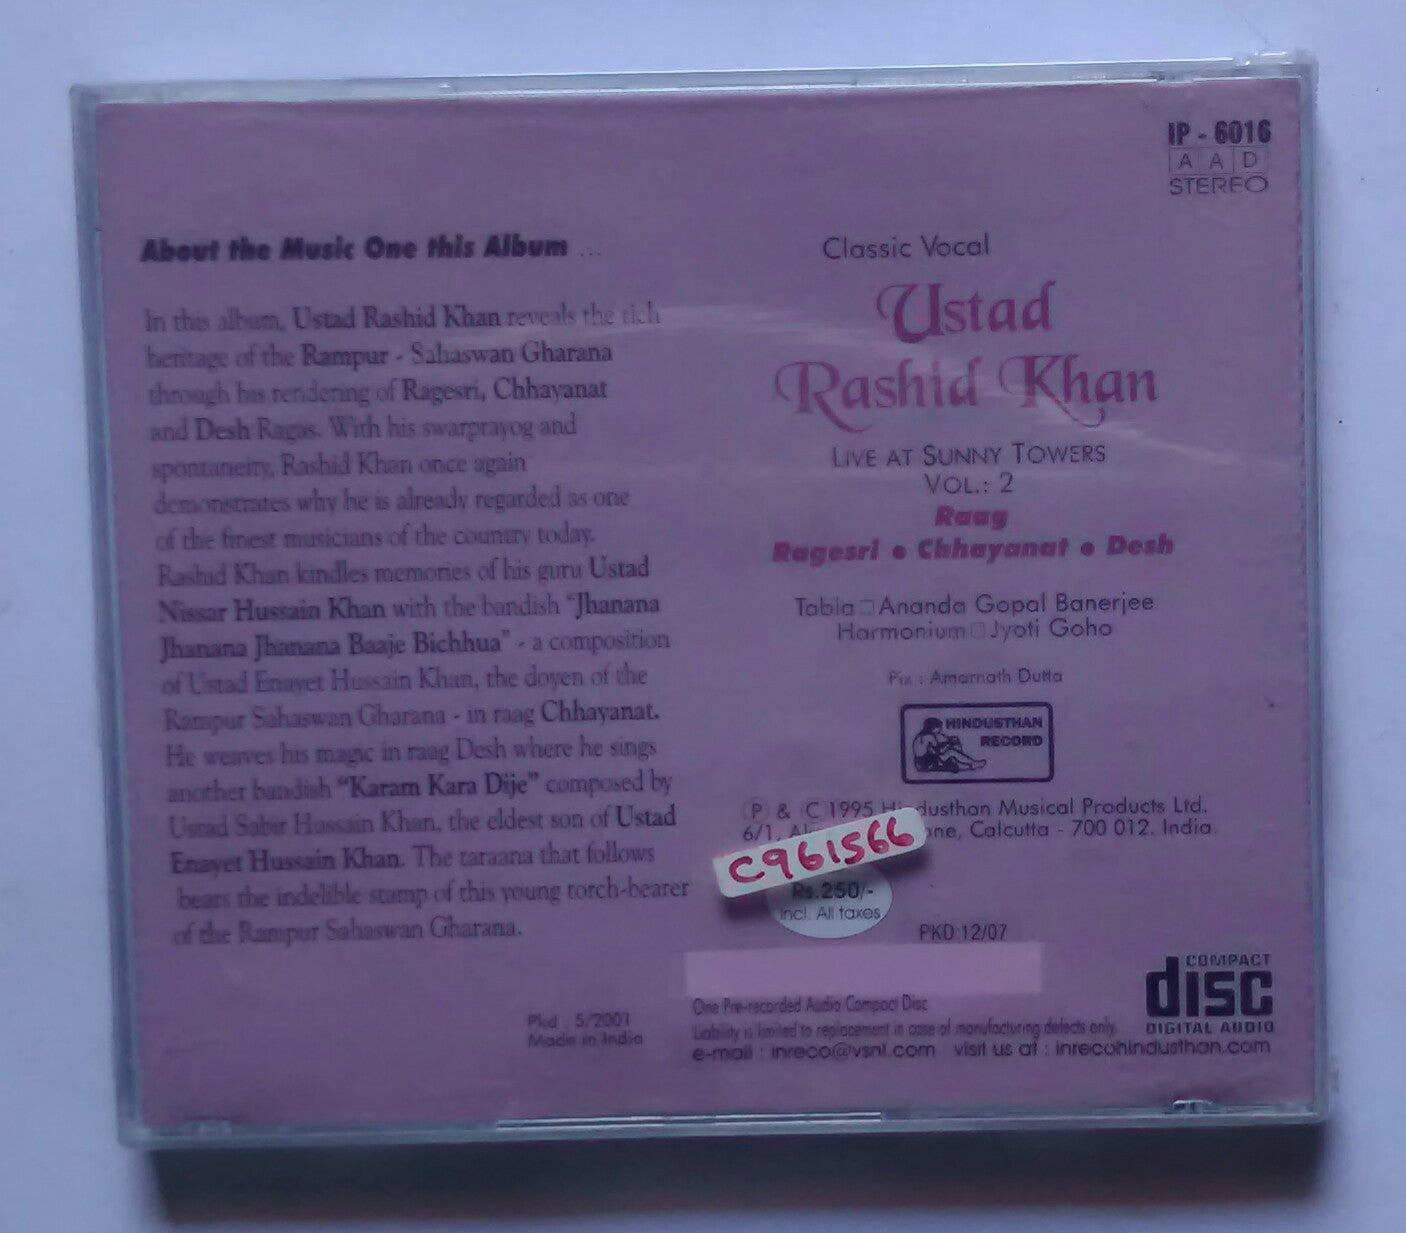 IP - 6016
A A D
STEREO
About the Music One this Album ...
In this album, Ustad Rashid Khan reveals the rich
heritage of the Rampur - Sahaswan Gharana
through his rendering of Ragesri, Chhayanat
and Desh Ragas. With his swarprayog and
spontaneity, Rashid Khan once again
demonstrates why he is already regarded as one
of the finest musicians of the country today.
Rashid Khan kindles memories of his guru Ustad
Nissar Hussain Khan with the bandish "Jhanana
Jhanana Jhanana Baaje Bichhua" - a composition
of Ustad Enayet Hussain Khan, the doyen of the
Rampur Sahaswan Gharana - in raag Chhayanat.
He weaves his magic in raag Desh where he sings
another bandish "Karam Kara Dije" composed by
Ustad Sabir Hussain Khan, the eldest son of Ustad
Enayet Hussain Khan. The taraana that follows
bears the indelible stamp of this young torch-bearer
of the Rampur Sahaswan Gharana.
Pkd : 5/2001
Made in India
Classic Vocal
Ustad
Rashid Khan
LIVE AT SUNNY TOWERS
VOL.: 2
Raag
Ragesri • Chhayanat • Desh
Tabla □ Ananda Gopal Banerjee
Harmonium □ Jyoti Goho
Pix : Amarnath Dutta
HINDUSTHAN
RECORD
P & C 1995 Hindusthan Musical Products Ltd.
6/1, Calcutta - 700 012. India.
C961566
Rs.250/-
incl. All taxes
PKD 12/07
COMPACT
disc
DIGITAL AUDIO
One Pre-recorded Audio Compact Disc
Liability is limited to replacement in case of manufacturing defects only.
e-mail : inreco@vsnl.com visit us at : inrecohindusthan.com